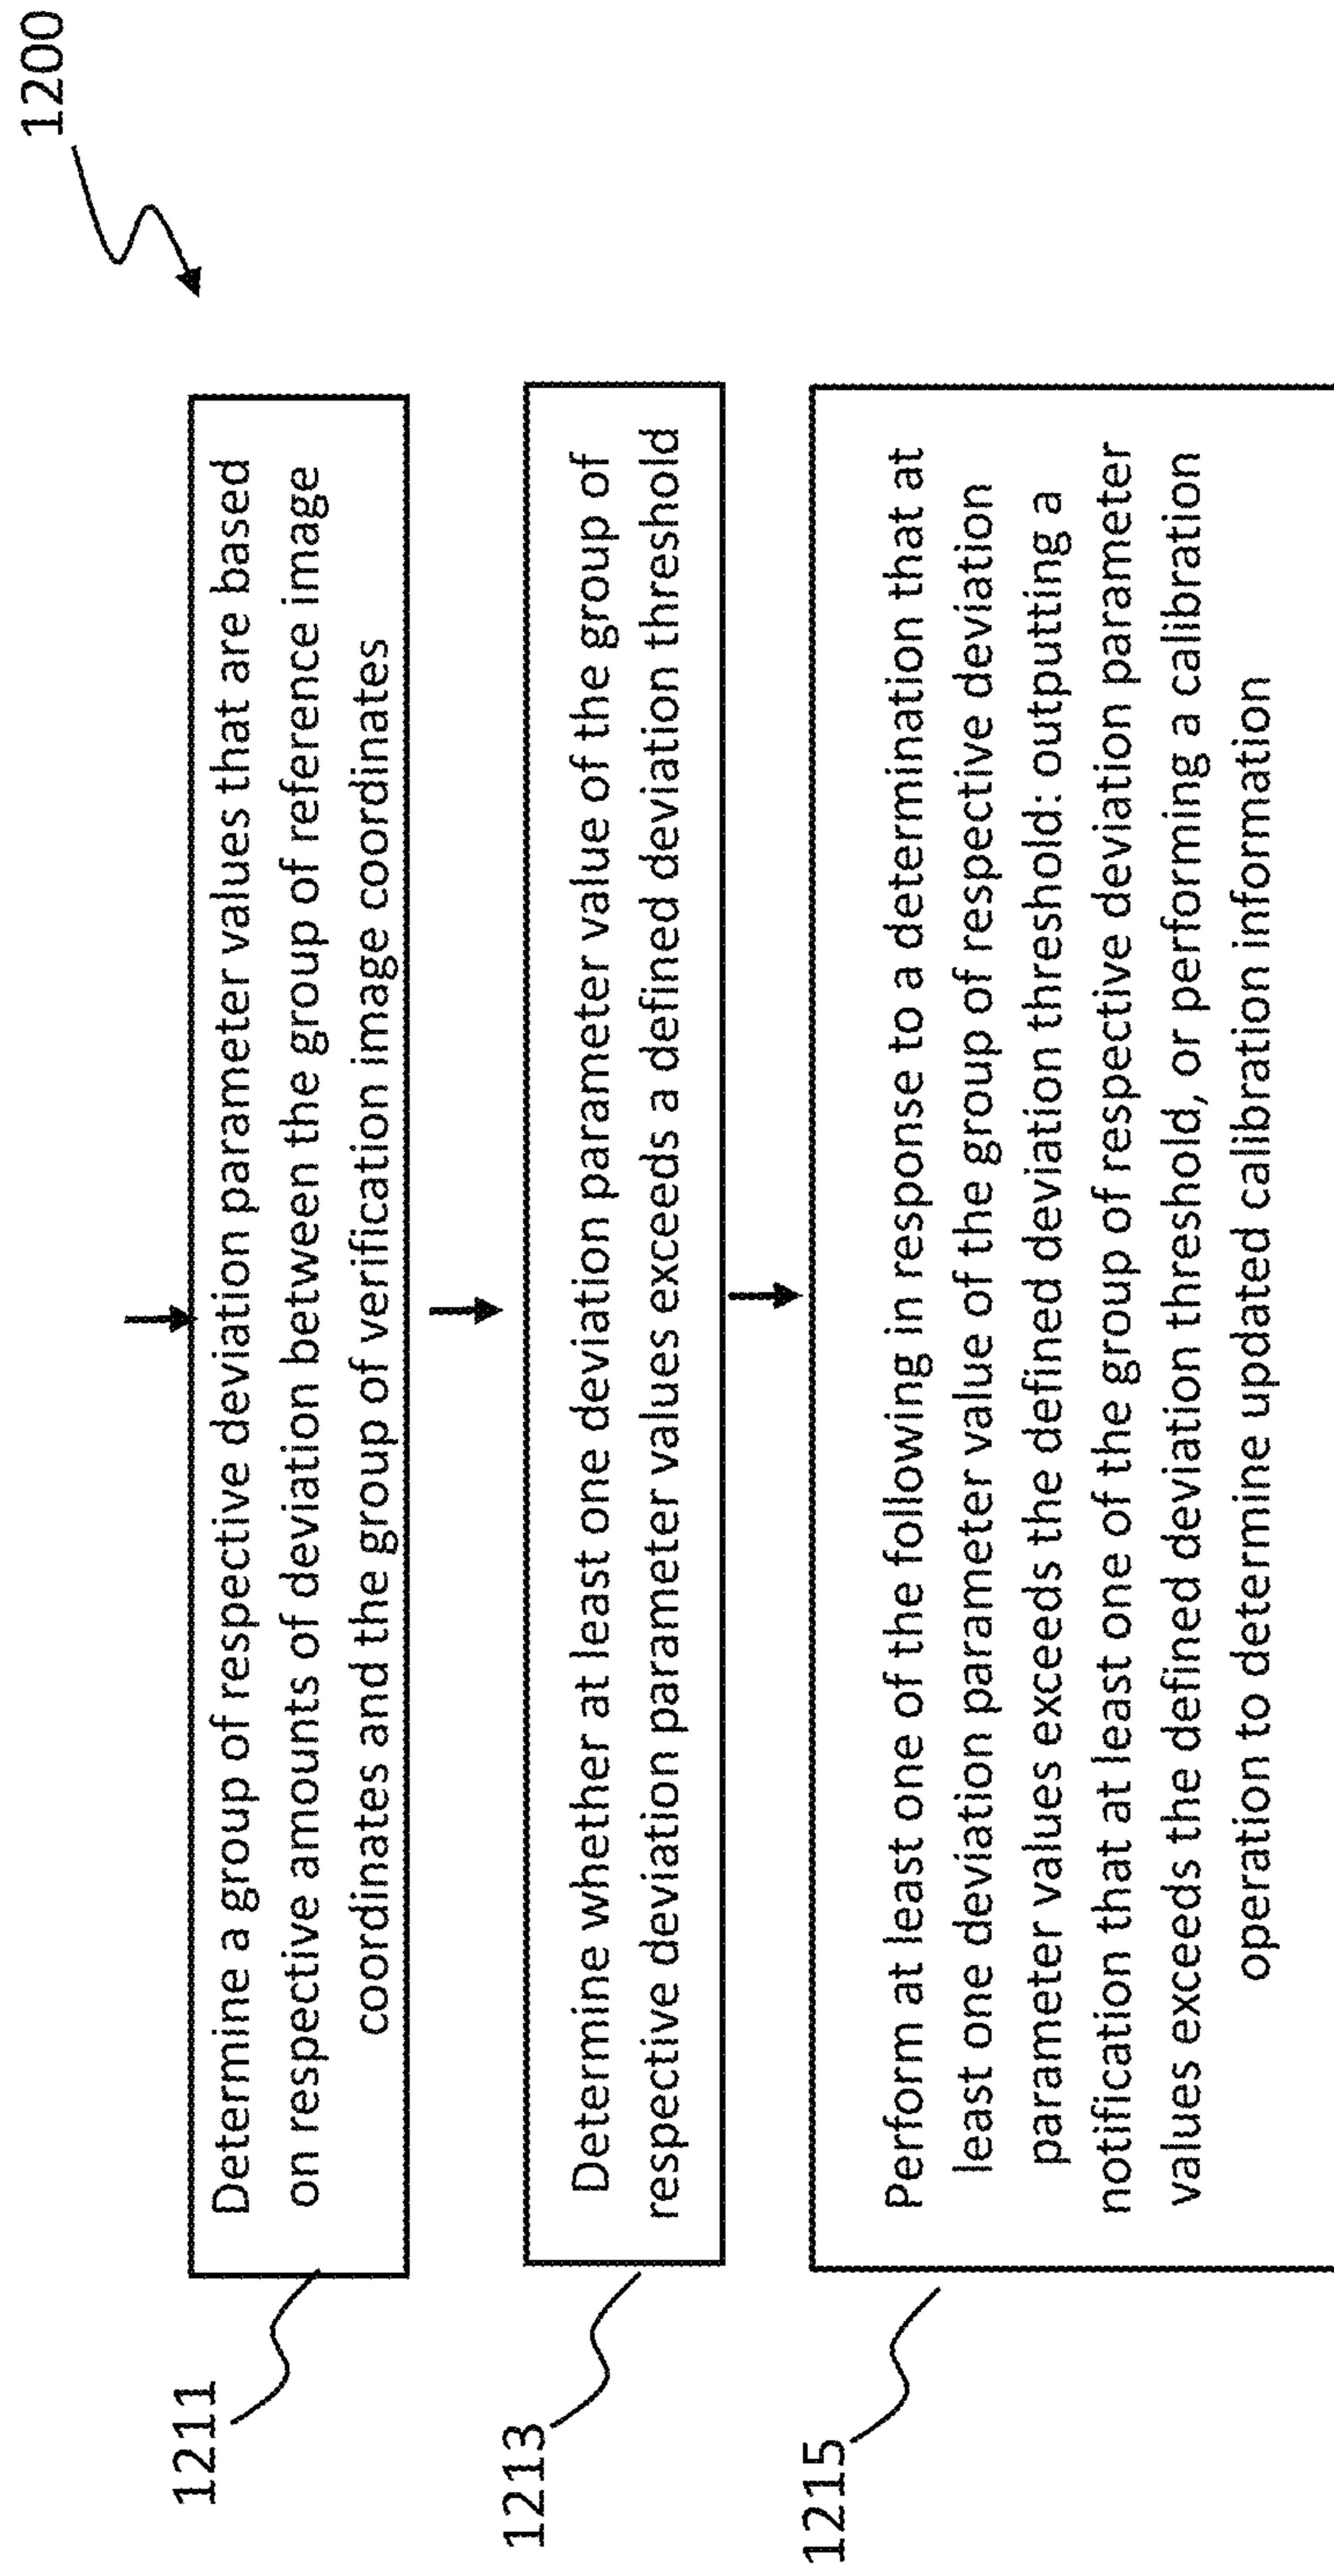 1200
1211
Determine a group of respective deviation parameter values that are based
on respective amounts of deviation between the group of reference image
coordinates and the group of verification image coordinates
1213
Determine whether at least one deviation parameter value of the group of
respective deviation parameter values exceeds a defined deviation threshold
1215
Perform at least one of the following in response to a determination that at
least one deviation parameter value of the group of respective deviation
parameter values exceeds the defined deviation threshold: outputting a
notification that at least one of the group of respective deviation parameter
values exceeds the defined deviation threshold, or performing a calibration
operation to determine updated calibration information